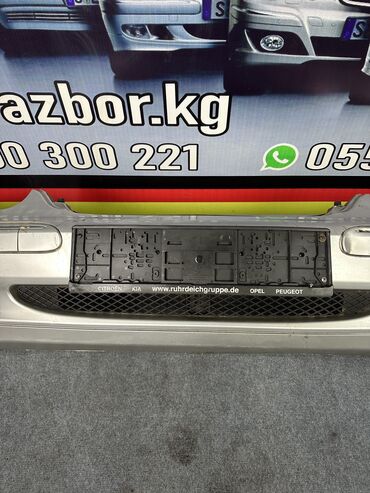 azbor.kg
0 300 221
055
CITROËN KIA www.ruhrdeichgruppe.de OPEL PEUGEOT